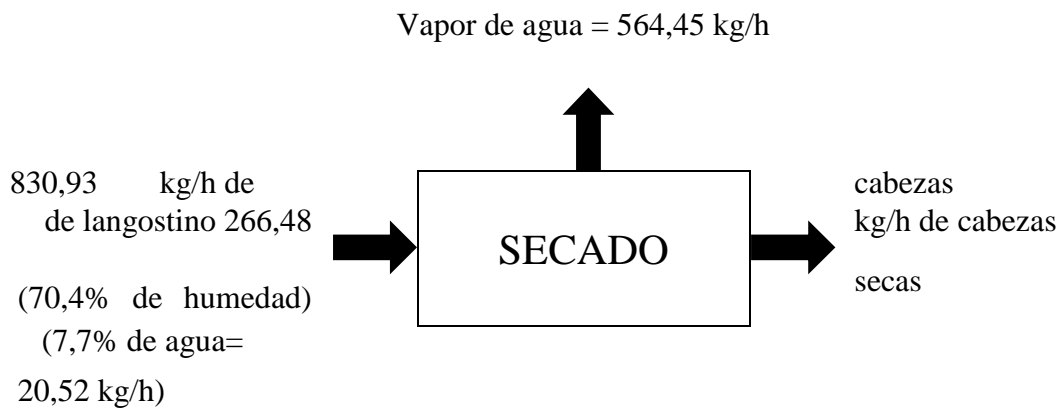 Vapor de agua = 564,45 kg/h
830,93 kg/h de
de langostino 266,48
(70,4% de humedad)
(7,7% de agua=
20,52 kg/h)
SECADO
cabezas
kg/h de cabezas
secas